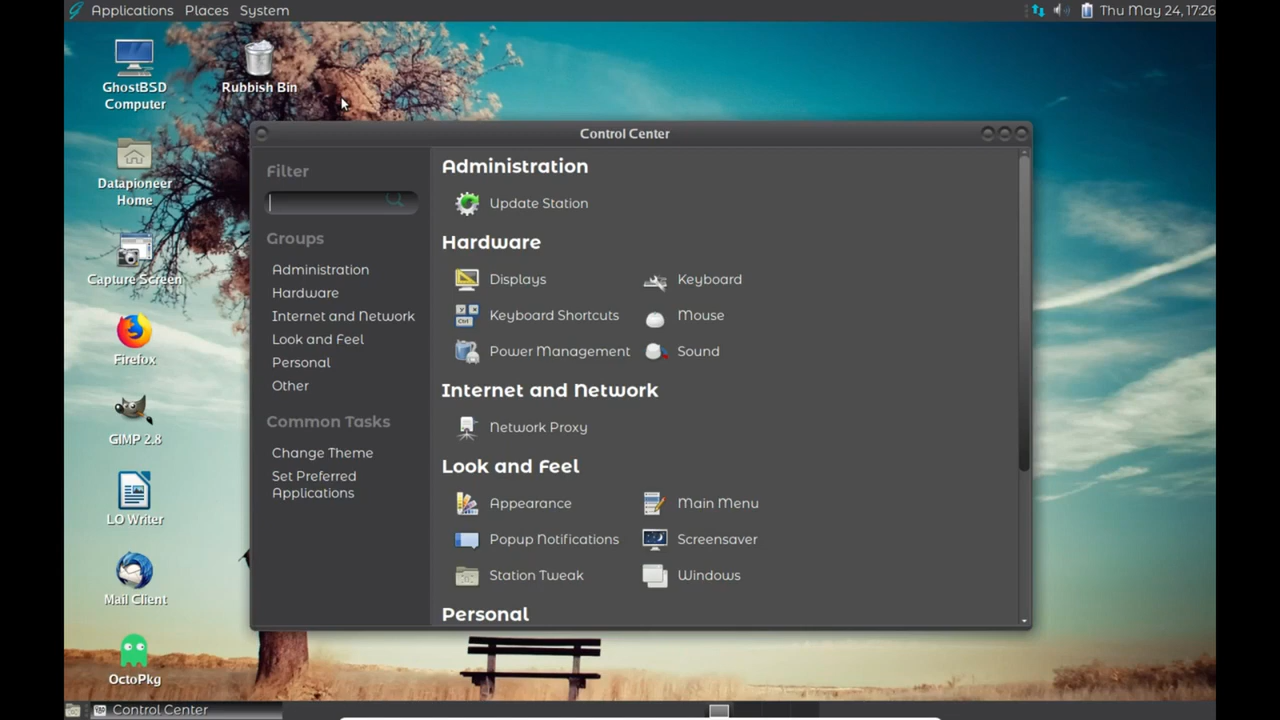 Applications Places System
Thu May 24, 17:26
GhostBSD
Computer
Rubbish Bin
Datapioneer
Home
Capture Screen
Firefox
GIMP 2.8
LO Writer
Mail Client
OctoPkg
Control Center
Filter
Groups
Administration
Hardware
Internet and Network
Look and Feel
Personal
Other
Common Tasks
Change Theme
Set Preferred
Applications
Administration
Update Station
Hardware
Displays
Keyboard
Keyboard Shortcuts
Mouse
Power Management
Sound
Internet and Network
Network Proxy
Look and Feel
Appearance
Main Menu
Popup Notifications
Screensaver
Station Tweak
Windows
Personal
Control Center